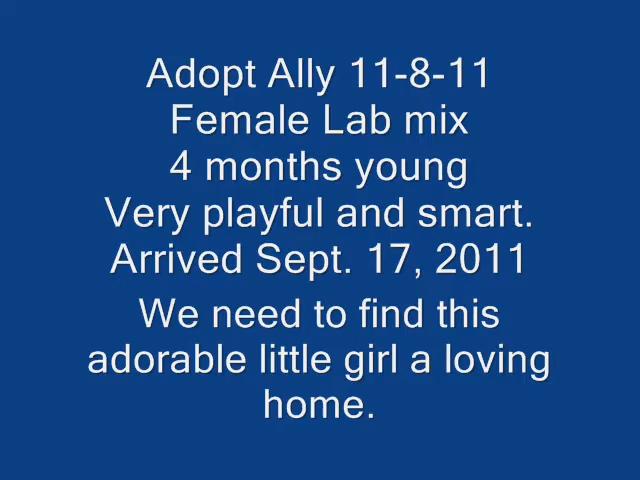 Adopt Ally 11-8-11
Female Lab mix
4 months young
Very playful and smart.
Arrived Sept. 17, 2011
We need to find this
adorable little girl a loving
home.